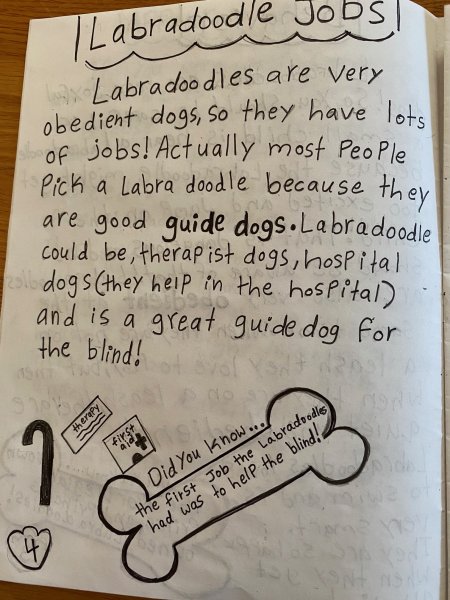 Labradoodle Jobs
Labradoodles are very
obedient dogs, so they have lots
of jobs! Actually most People
Pick a Labra doodle because they
are good guide dogs. Labradoodle
could be, therapist dogs, hospital
dogs (they help in the hospital)
and is a great guide dog for
the blind!
therapy
first
aid
Did you know...
the first Job the Labradoodles
had was to help the blind!
4